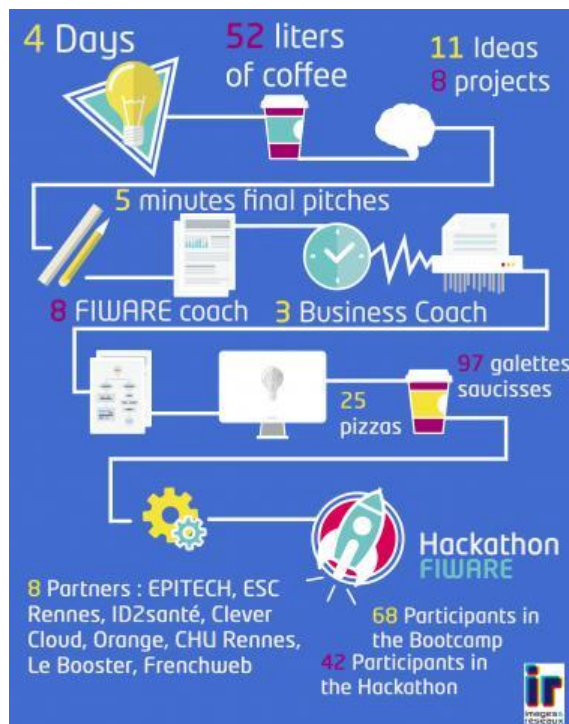 4 Days
52 liters
of coffee
11 Ideas
8 projects
5 minutes final pitches
8 FIWARE coach
3 Business Coach
97 galettes
saucisses
25
pizzas
Hackathon
FIWARE
8 Partners : EPITECH, ESC
Rennes, ID2santé, Clever
Cloud, Orange, CHU Rennes,
Le Booster, Frenchweb
68 Participants in
the Bootcamp
42 Participants in
the Hackathon
ir
images&
réseaux